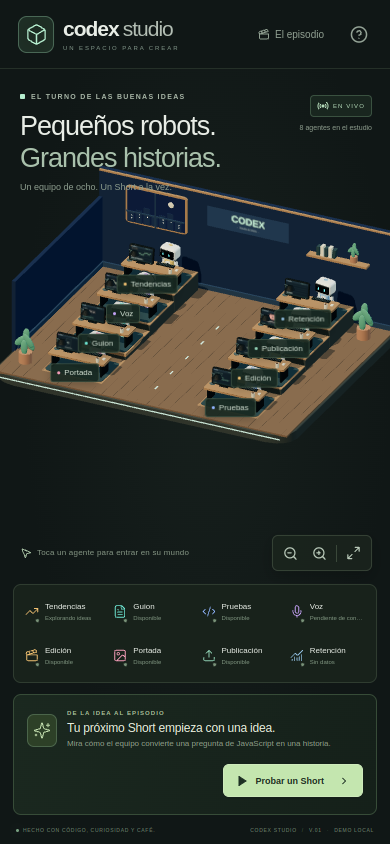 codex studio
UN ESPACIO PARA CREAR
El episodio
EL TURNO DE LAS BUENAS IDEAS
Pequeños robots.
Grandes historias.
Un equipo de ocho. Un Short a la vez.
EN VIVO
8 agentes en el estudio
CODEX
Tendencias
Voz
Guion
Portada
Retención
Publicación
Edición
Pruebas
Toca un agente para entrar en su mundo
Tendencias
Explorando ideas
Guion
Disponible
Pruebas
Disponible
Voz
Pendiente de con...
Edición
Disponible
Portada
Disponible
Publicación
Disponible
Retención
Sin datos
DE LA IDEA AL EPISODIO
Tu próximo Short empieza con una idea.
Mira cómo el equipo convierte una pregunta de JavaScript en una historia.
Probar un Short
HECHO CON CÓDIGO, CURIOSIDAD Y CAFÉ.
CODEX STUDIO / V.01 · DEMO LOCAL